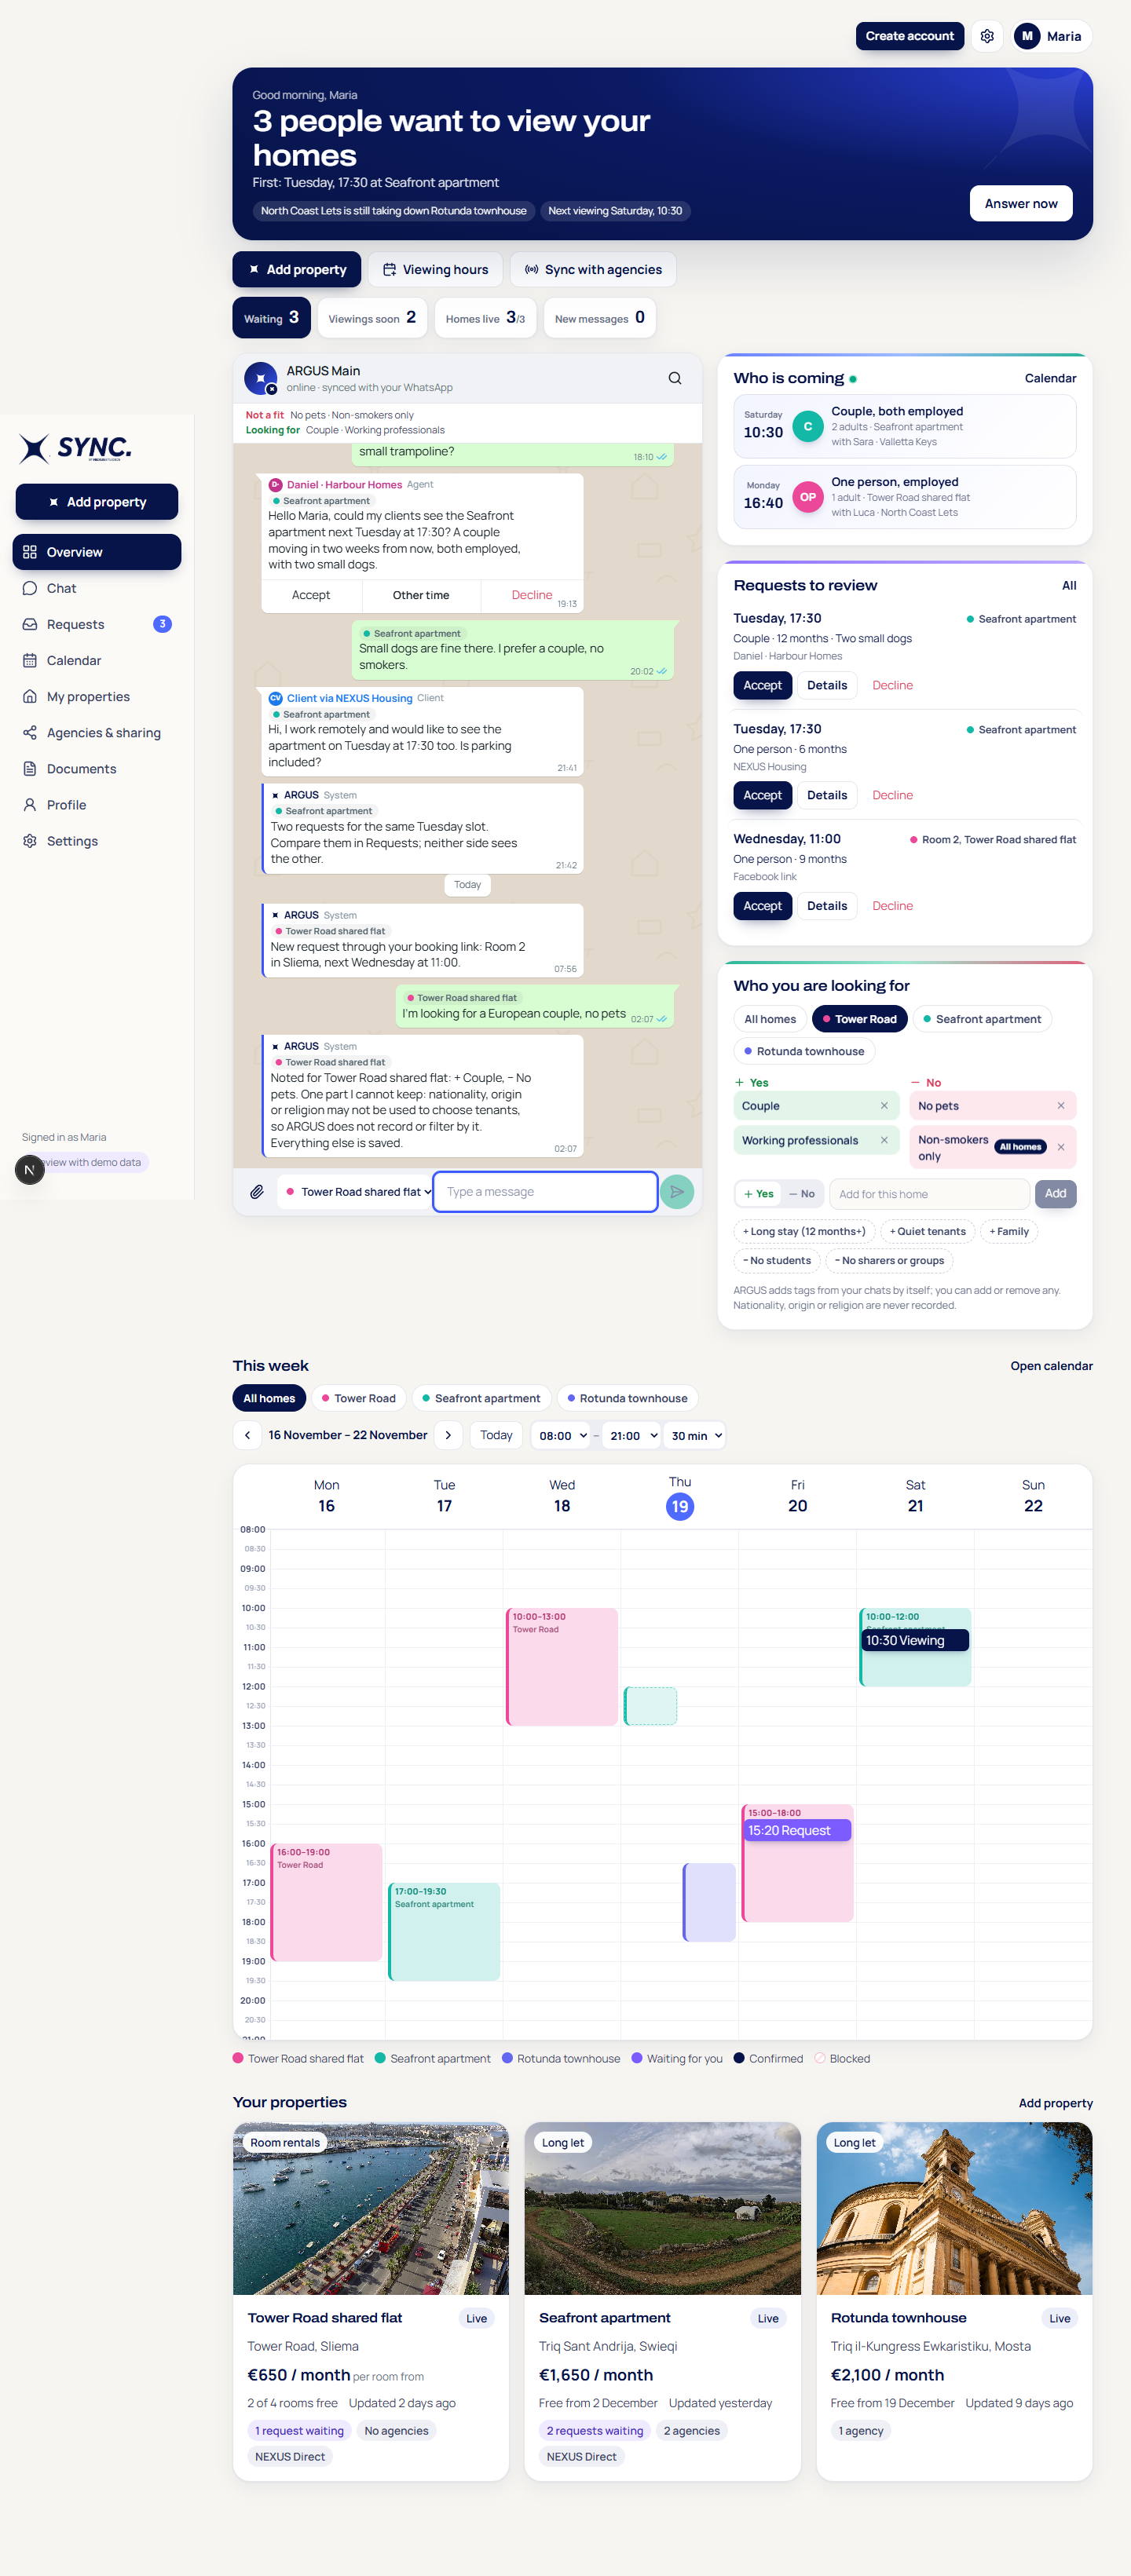 Create account
M
Maria
Good morning, Maria
3 people want to view your
homes
First: Tuesday, 17:30 at Seafront apartment
North Coast Lets is still taking down Rotunda townhouse
Next viewing Saturday, 10:30
Answer now
Add property
Viewing hours
Sync with agencies
Waiting 3
Viewings soon 2
Homes live 3/3
New messages 0
SYNC.
Add property
Overview
Chat
Requests 3
Calendar
My properties
Agencies & sharing
Documents
Profile
Settings
Signed in as Maria
N
view with demo data
ARGUS Main
online · synced with your WhatsApp
Not a fit No pets · Non-smokers only
Looking for Couple · Working professionals
small trampoline?
18:10
D· Daniel · Harbour Homes Agent
Seafront apartment
Hello Maria, could my clients see the Seafront
apartment next Tuesday at 17:30? A couple
moving in two weeks from now, both employed,
with two small dogs.
Accept
Other time
Decline
19:13
Seafront apartment
Small dogs are fine there. I prefer a couple, no
smokers.
20:02
CV Client via NEXUS Housing Client
Seafront apartment
Hi, I work remotely and would like to see the
apartment on Tuesday at 17:30 too. Is parking
included?
21:41
ARGUS System
Seafront apartment
Two requests for the same Tuesday slot.
Compare them in Requests; neither side sees
the other.
21:42
Today
ARGUS System
Tower Road shared flat
New request through your booking link: Room 2
in Sliema, next Wednesday at 11:00.
07:56
Tower Road shared flat
I'm looking for a European couple, no pets
02:07
ARGUS System
Tower Road shared flat
Noted for Tower Road shared flat: + Couple, − No
pets. One part I cannot keep: nationality, origin
or religion may not be used to choose tenants,
so ARGUS does not record or filter by it.
Everything else is saved.
02:07
Tower Road shared flat
Type a message
Who is coming
Calendar
Saturday
10:30
C
Couple, both employed
2 adults · Seafront apartment
with Sara · Valletta Keys
Monday
16:40
OP
One person, employed
1 adult · Tower Road shared flat
with Luca · North Coast Lets
Requests to review
All
Tuesday, 17:30
Seafront apartment
Couple · 12 months · Two small dogs
Daniel · Harbour Homes
Accept
Details
Decline
Tuesday, 17:30
Seafront apartment
One person · 6 months
NEXUS Housing
Accept
Details
Decline
Wednesday, 11:00
Room 2, Tower Road shared flat
One person · 9 months
Facebook link
Accept
Details
Decline
Who you are looking for
All homes
Tower Road
Seafront apartment
Rotunda townhouse
+ Yes
− No
Couple ×
No pets ×
Working professionals ×
Non-smokers
only
All homes ×
+ Yes
− No
Add for this home
Add
+ Long stay (12 months+)
+ Quiet tenants
+ Family
− No students
− No sharers or groups
ARGUS adds tags from your chats by itself; you can add or remove any.
Nationality, origin or religion are never recorded.
This week
Open calendar
All homes
Tower Road
Seafront apartment
Rotunda townhouse
16 November – 22 November
Today
08:00 – 21:00
30 min
Mon Tue Wed Thu Fri Sat Sun
16 17 18 19 20 21 22
08:00
08:30
09:00
09:30
10:00
10:30
11:00
11:30
12:00
12:30
13:00
13:30
14:00
14:30
15:00
15:30
16:00
16:30
17:00
17:30
18:00
18:30
19:00
19:30
20:00
20:30
21:00
16:00–19:00
Tower Road
17:00–19:30
Seafront apartment
10:00–13:00
Tower Road
15:00–18:00
15:20 Request
10:00–12:00
Seafront apartment
10:30 Viewing
Tower Road shared flat
Seafront apartment
Rotunda townhouse
Waiting for you
Confirmed
Blocked
Your properties
Add property
Room rentals
Tower Road shared flat
Live
Tower Road, Sliema
€650 / month per room from
2 of 4 rooms free Updated 2 days ago
1 request waiting
No agencies
NEXUS Direct
Long let
Seafront apartment
Live
Triq Sant Andrija, Swieqi
€1,650 / month
Free from 2 December Updated yesterday
2 requests waiting
2 agencies
NEXUS Direct
Long let
Rotunda townhouse
Live
Triq il-Kungress Ewkaristiku, Mosta
€2,100 / month
Free from 19 December Updated 9 days ago
1 agency